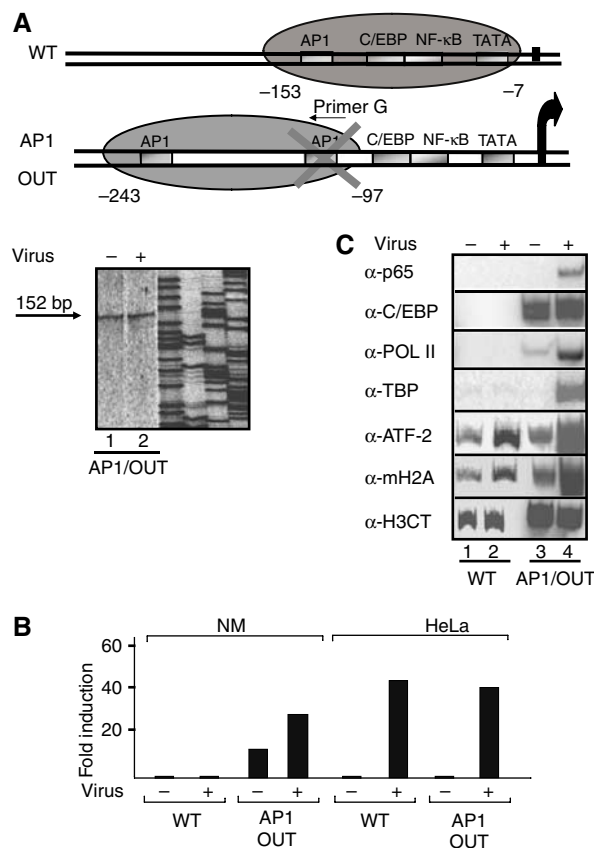 A
AP1 C/EBP NF-κB TATA
WT
–153 –7
Primer G
AP1 AP1 AP1 C/EBP NF-κB TATA
OUT
–243 –97
Virus – +
152 bp
1 2
AP1/OUT
C Virus – + – +
α-p65
α-C/EBP
α-POL II
α-TBP
α-ATF-2
α-mH2A
α-H3CT
1 2 3 4
WT AP1/OUT
B
NM HeLa
Fold induction
60
40
20
Virus – + – + – + – +
WT AP1 WT AP1
OUT OUT